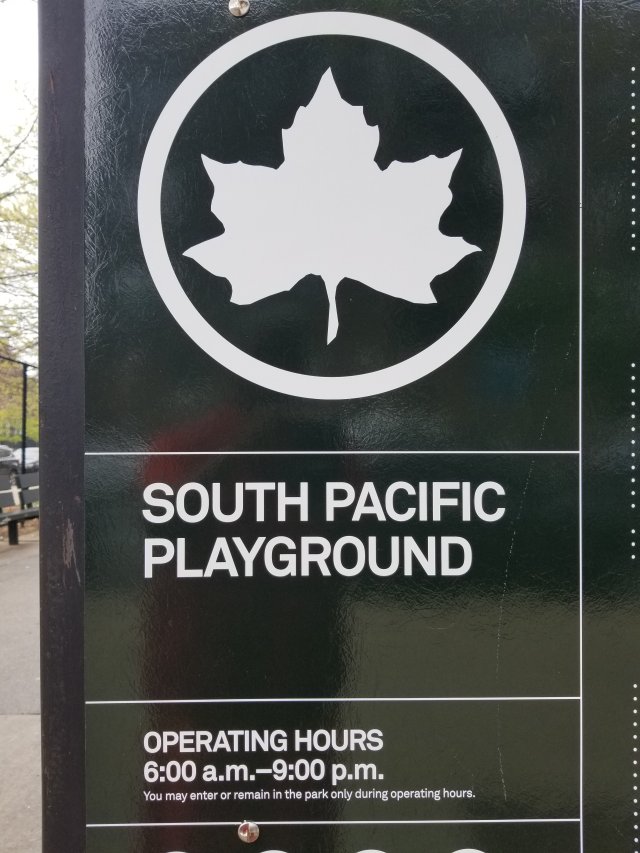 SOUTH PACIFIC
PLAYGROUND
OPERATING HOURS
6:00 a.m.–9:00 p.m.
You may enter or remain in the park only during operating hours.